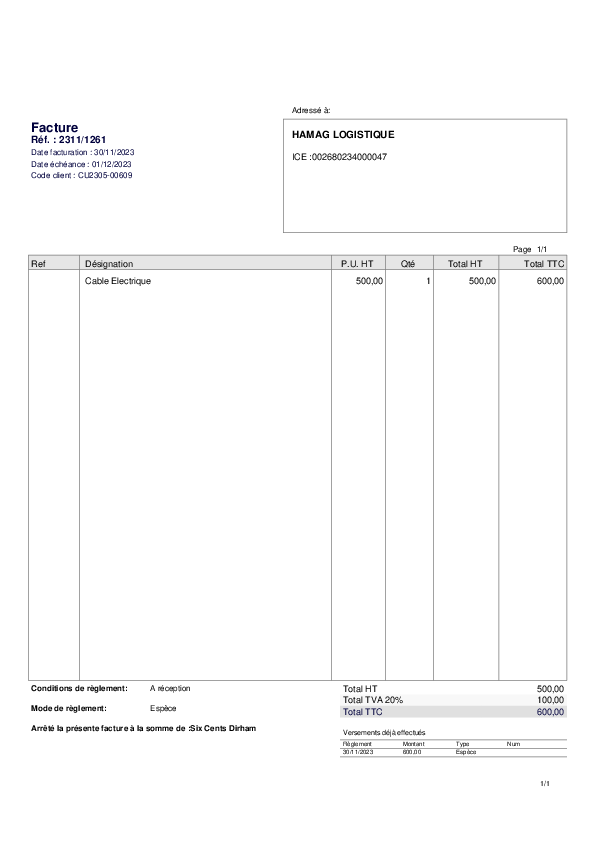 Adressé à:
Facture
Réf. : 2311/1261
Date facturation : 30/11/2023
Date échéance : 01/12/2023
Code client : CU2305-00609
HAMAG LOGISTIQUE
ICE :002680234000047
Page 1/1
Ref Désignation P.U. HT Qté Total HT Total TTC
Cable Electrique 500,00 1 500,00 600,00
Conditions de règlement: A réception
Mode de règlement: Espèce
Arrêté la présente facture à la somme de :Six Cents Dirham
Total HT 500,00
Total TVA 20% 100,00
Total TTC 600,00
Versements déjà effectués
Règlement Montant Type Num
30/11/2023 600,00 Espèce
1/1